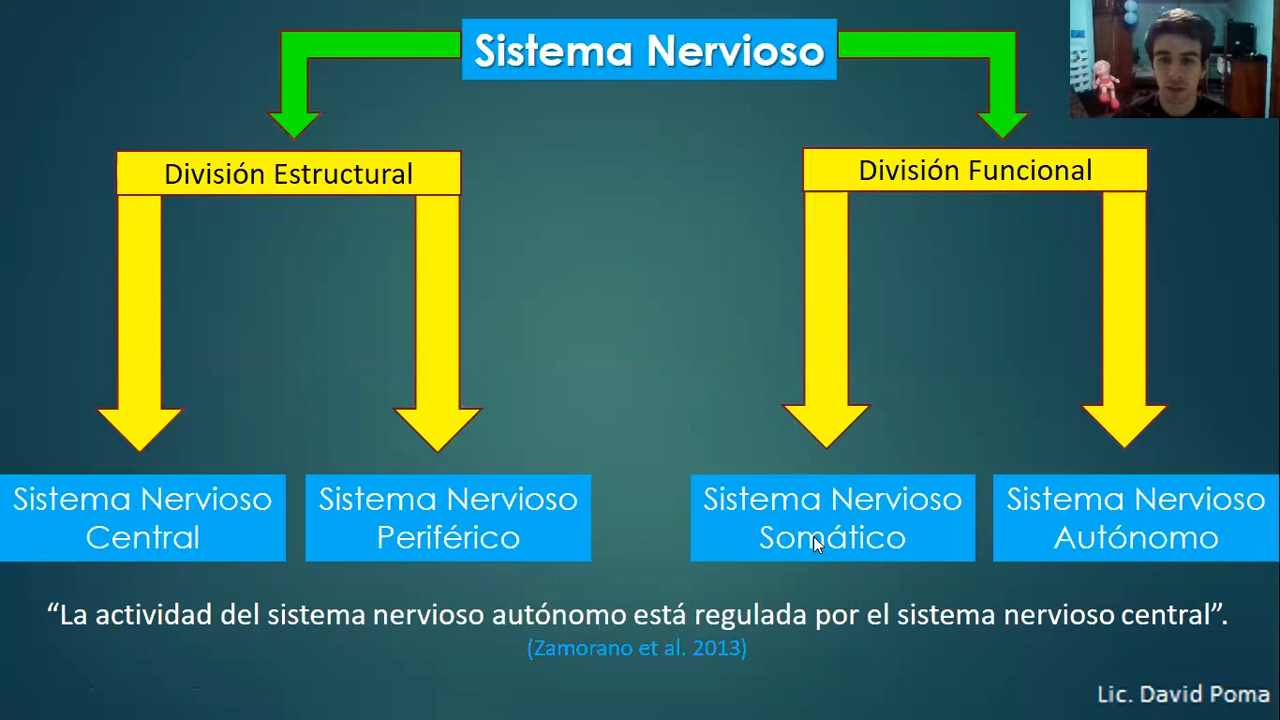 Sistema Nervioso
División Estructural
División Funcional
Sistema Nervioso
Central
Sistema Nervioso
Periférico
Sistema Nervioso
Somático
Sistema Nervioso
Autónomo
“La actividad del sistema nervioso autónomo está regulada por el sistema nervioso central”.
(Zamorano et al. 2013)
Lic. David Poma